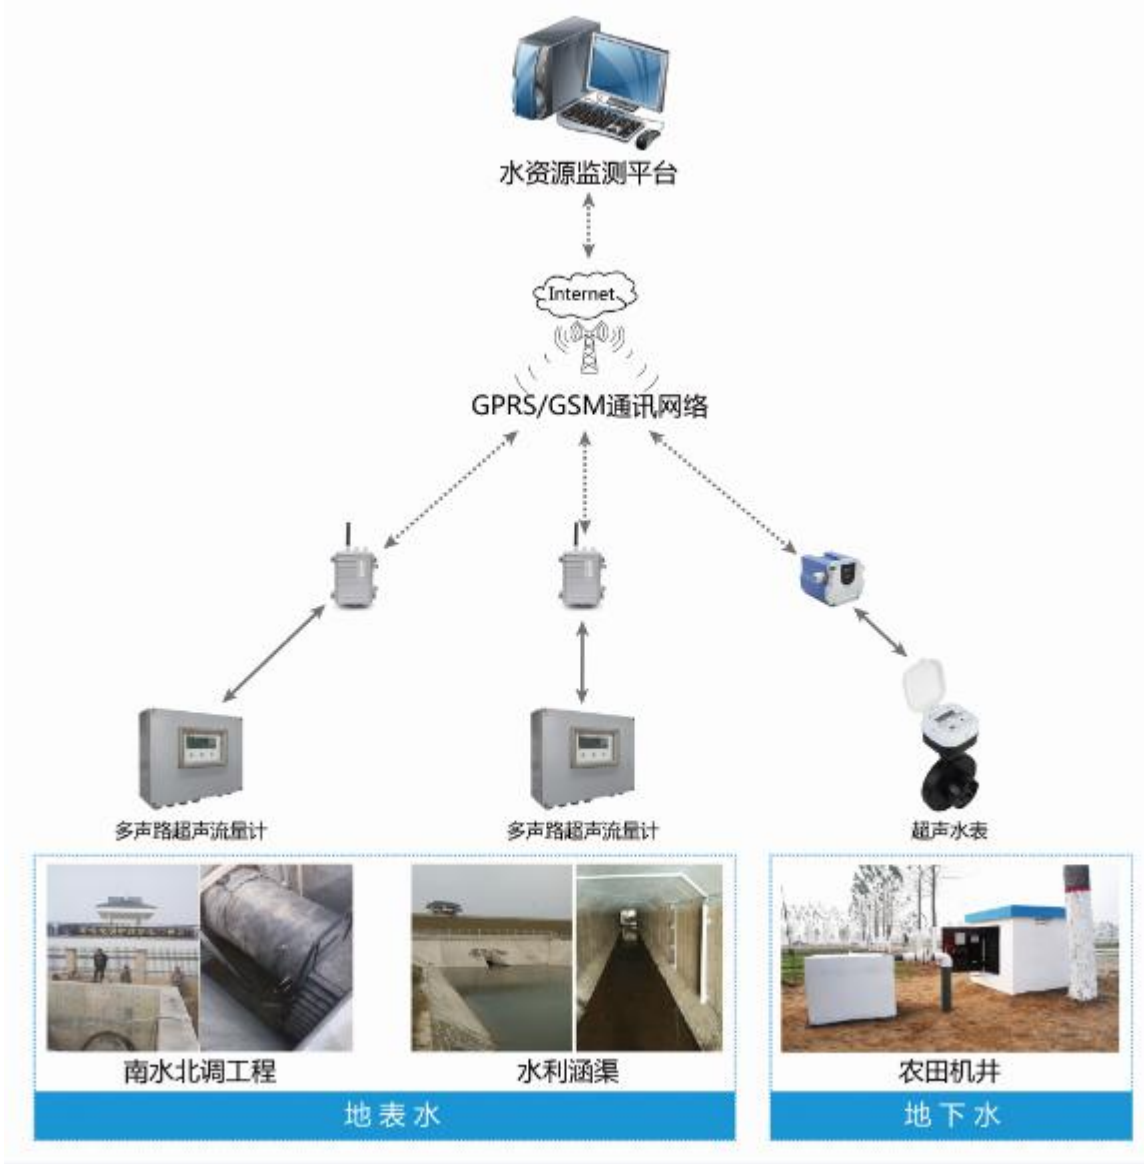 水资源监测平台
Internet
GPRS/GSM通讯网络
多声路超声流量计
多声路超声流量计
超声水表
南水北调工程
水利涵渠
农田机井
地表水
地下水